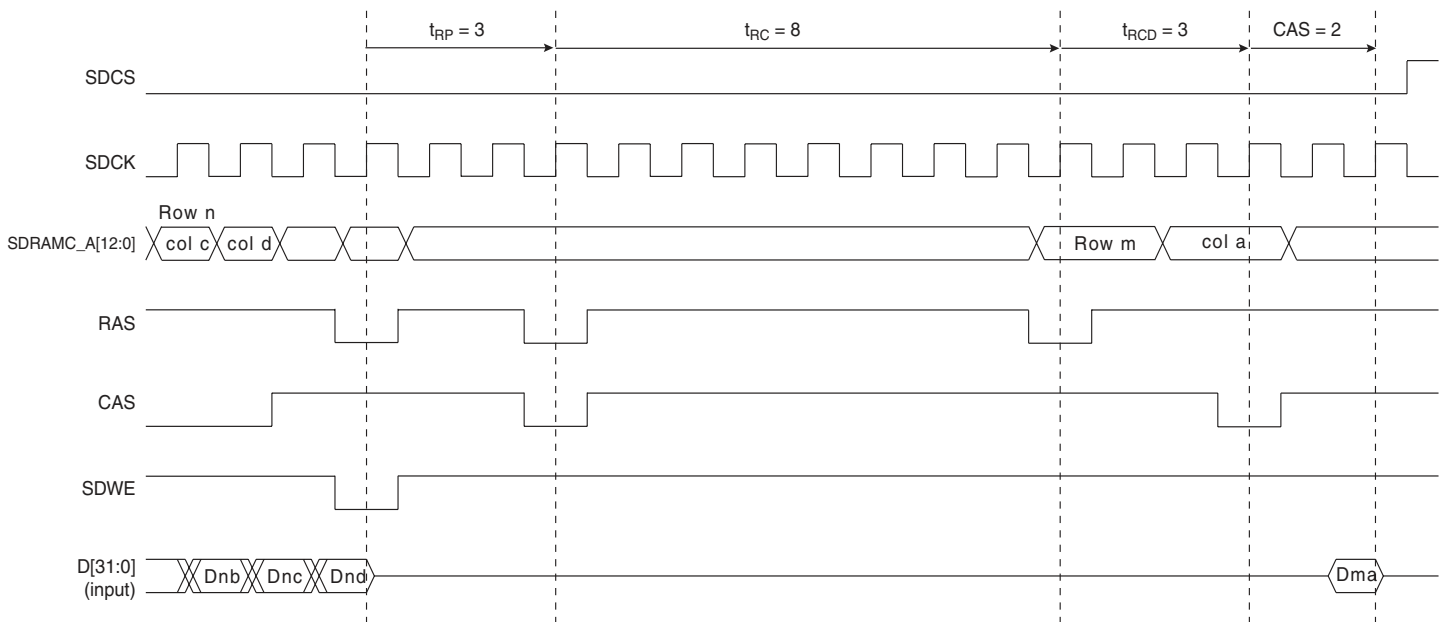 tRP = 3
tRC = 8
tRCD = 3
CAS = 2
SDCS
SDCK
Row n
SDRAMC_A[12:0]
col c
col d
Row m
col a
RAS
CAS
SDWE
D[31:0]
(input)
Dnb
Dnc
Dnd
Dma